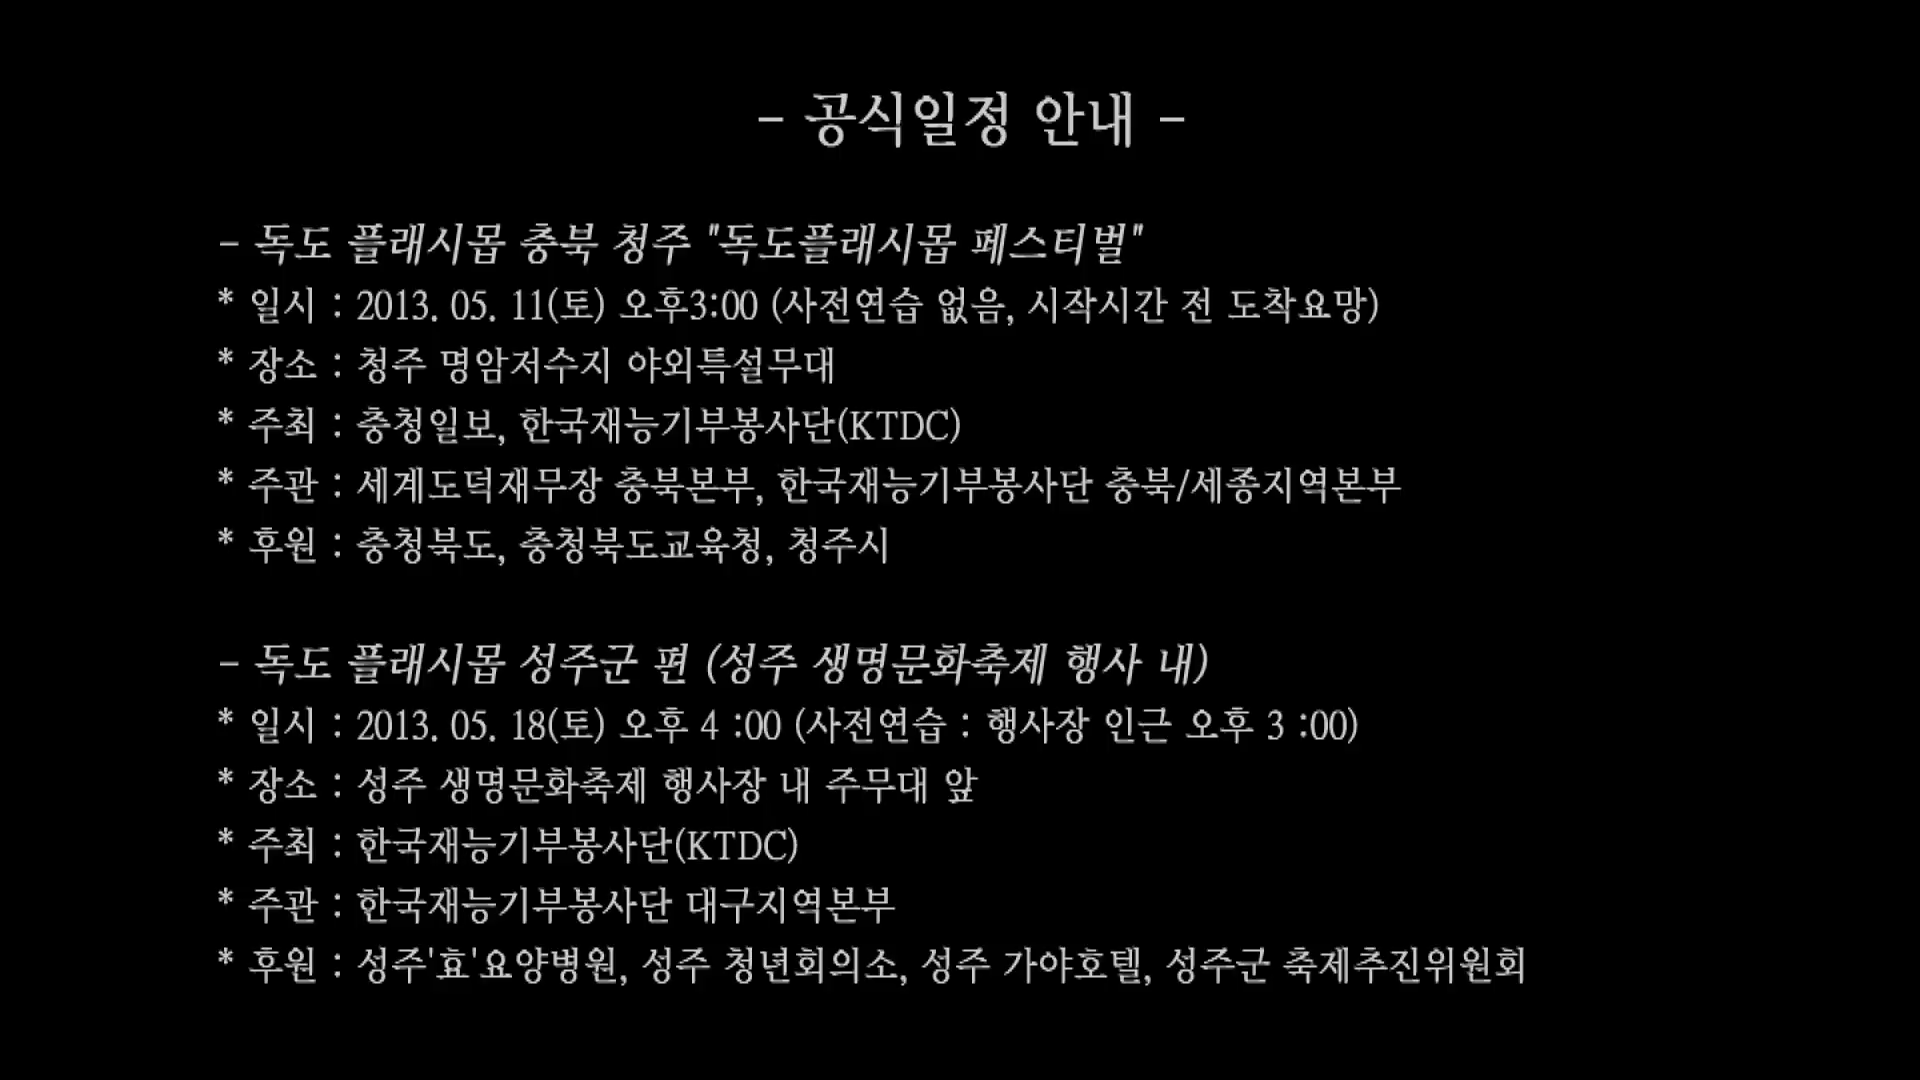 - 공식일정 안내 -
- 독도 플래시몹 충북 청주 "독도플래시몹 페스티벌"
* 일시 : 2013. 05. 11(토) 오후3:00 (사전연습 없음, 시작시간 전 도착요망)
* 장소 : 청주 명암저수지 야외특설무대
* 주최 : 충청일보, 한국재능기부봉사단(KTDC)
* 주관 : 세계도덕재무장 충북본부, 한국재능기부봉사단 충북/세종지역본부
* 후원 : 충청북도, 충청북도교육청, 청주시
- 독도 플래시몹 성주군 편 (성주 생명문화축제 행사 내)
* 일시 : 2013. 05. 18(토) 오후 4 :00 (사전연습 : 행사장 인근 오후 3 :00)
* 장소 : 성주 생명문화축제 행사장 내 주무대 앞
* 주최 : 한국재능기부봉사단(KTDC)
* 주관 : 한국재능기부봉사단 대구지역본부
* 후원 : 성주'효'요양병원, 성주 청년회의소, 성주 가야호텔, 성주군 축제추진위원회